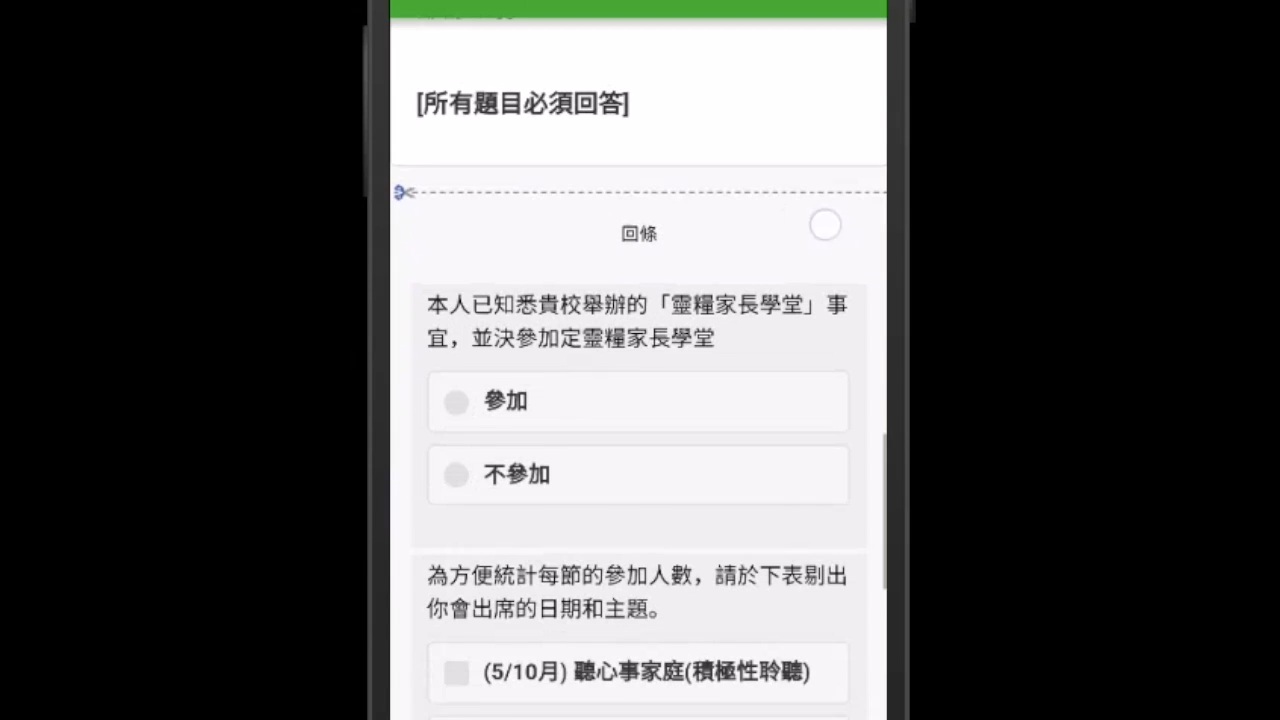 [所有題目必須回答]
回條
本人已知悉貴校舉辦的「靈糧家長學堂」事
宜，並決參加定靈糧家長學堂
參加
不參加
為方便統計每節的參加人數，請於下表剔出
你會出席的日期和主題。
(5/10月) 聽心事家庭(積極性聆聽)